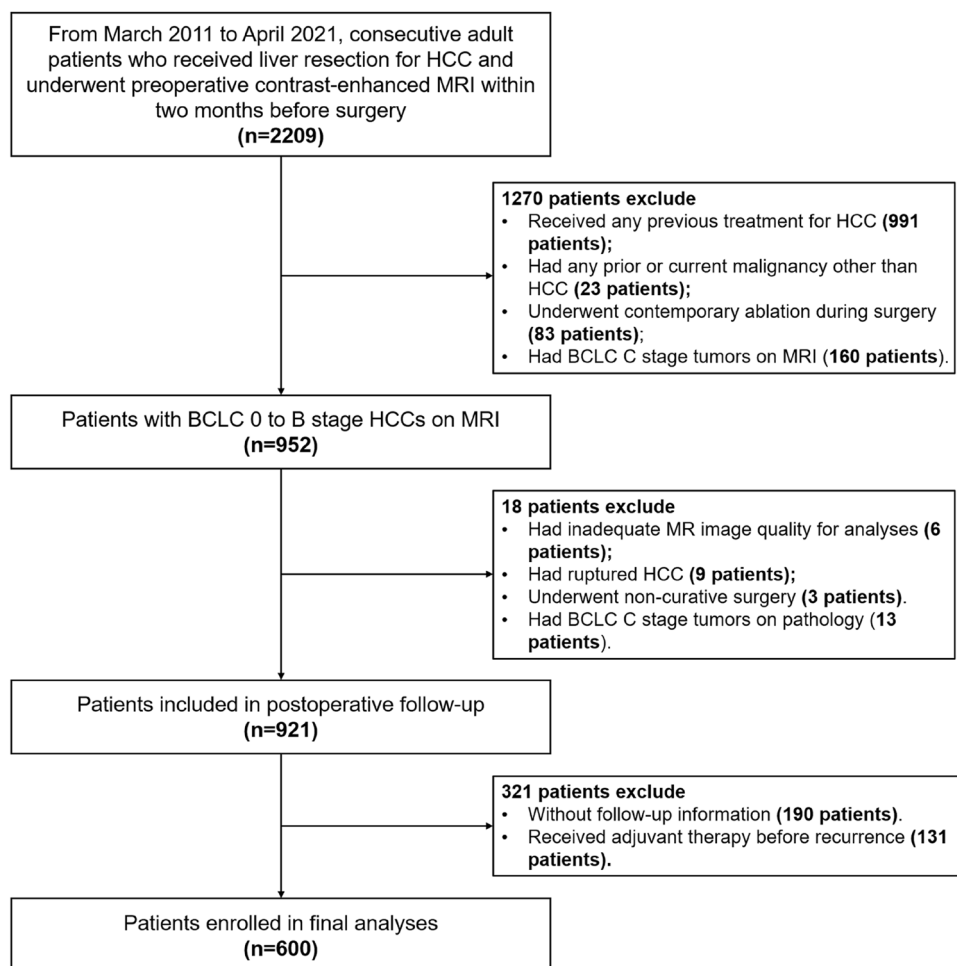 From March 2011 to April 2021, consecutive adult
patients who received liver resection for HCC and
underwent preoperative contrast-enhanced MRI within
two months before surgery
(n=2209)
1270 patients exclude
• Received any previous treatment for HCC (991
patients);
• Had any prior or current malignancy other than
HCC (23 patients);
• Underwent contemporary ablation during surgery
(83 patients);
• Had BCLC C stage tumors on MRI (160 patients).
Patients with BCLC 0 to B stage HCCs on MRI
(n=952)
18 patients exclude
• Had inadequate MR image quality for analyses (6
patients);
• Had ruptured HCC (9 patients);
• Underwent non-curative surgery (3 patients).
• Had BCLC C stage tumors on pathology (13
patients).
Patients included in postoperative follow-up
(n=921)
321 patients exclude
• Without follow-up information (190 patients).
• Received adjuvant therapy before recurrence (131
patients).
Patients enrolled in final analyses
(n=600)